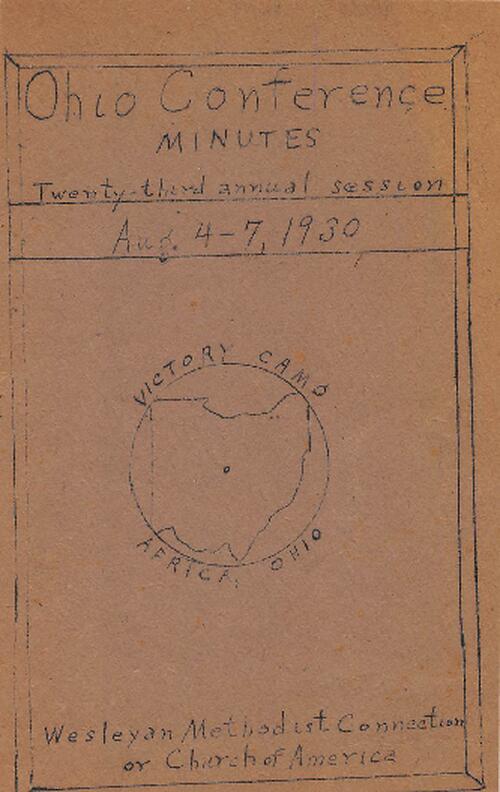 Ohio Conference
MINUTES
Twenty-third annual session
Aug. 4-7, 1930
VICTORY CAMP
AFRICA, OHIO
Wesleyan Methodist Connection
or Church of America